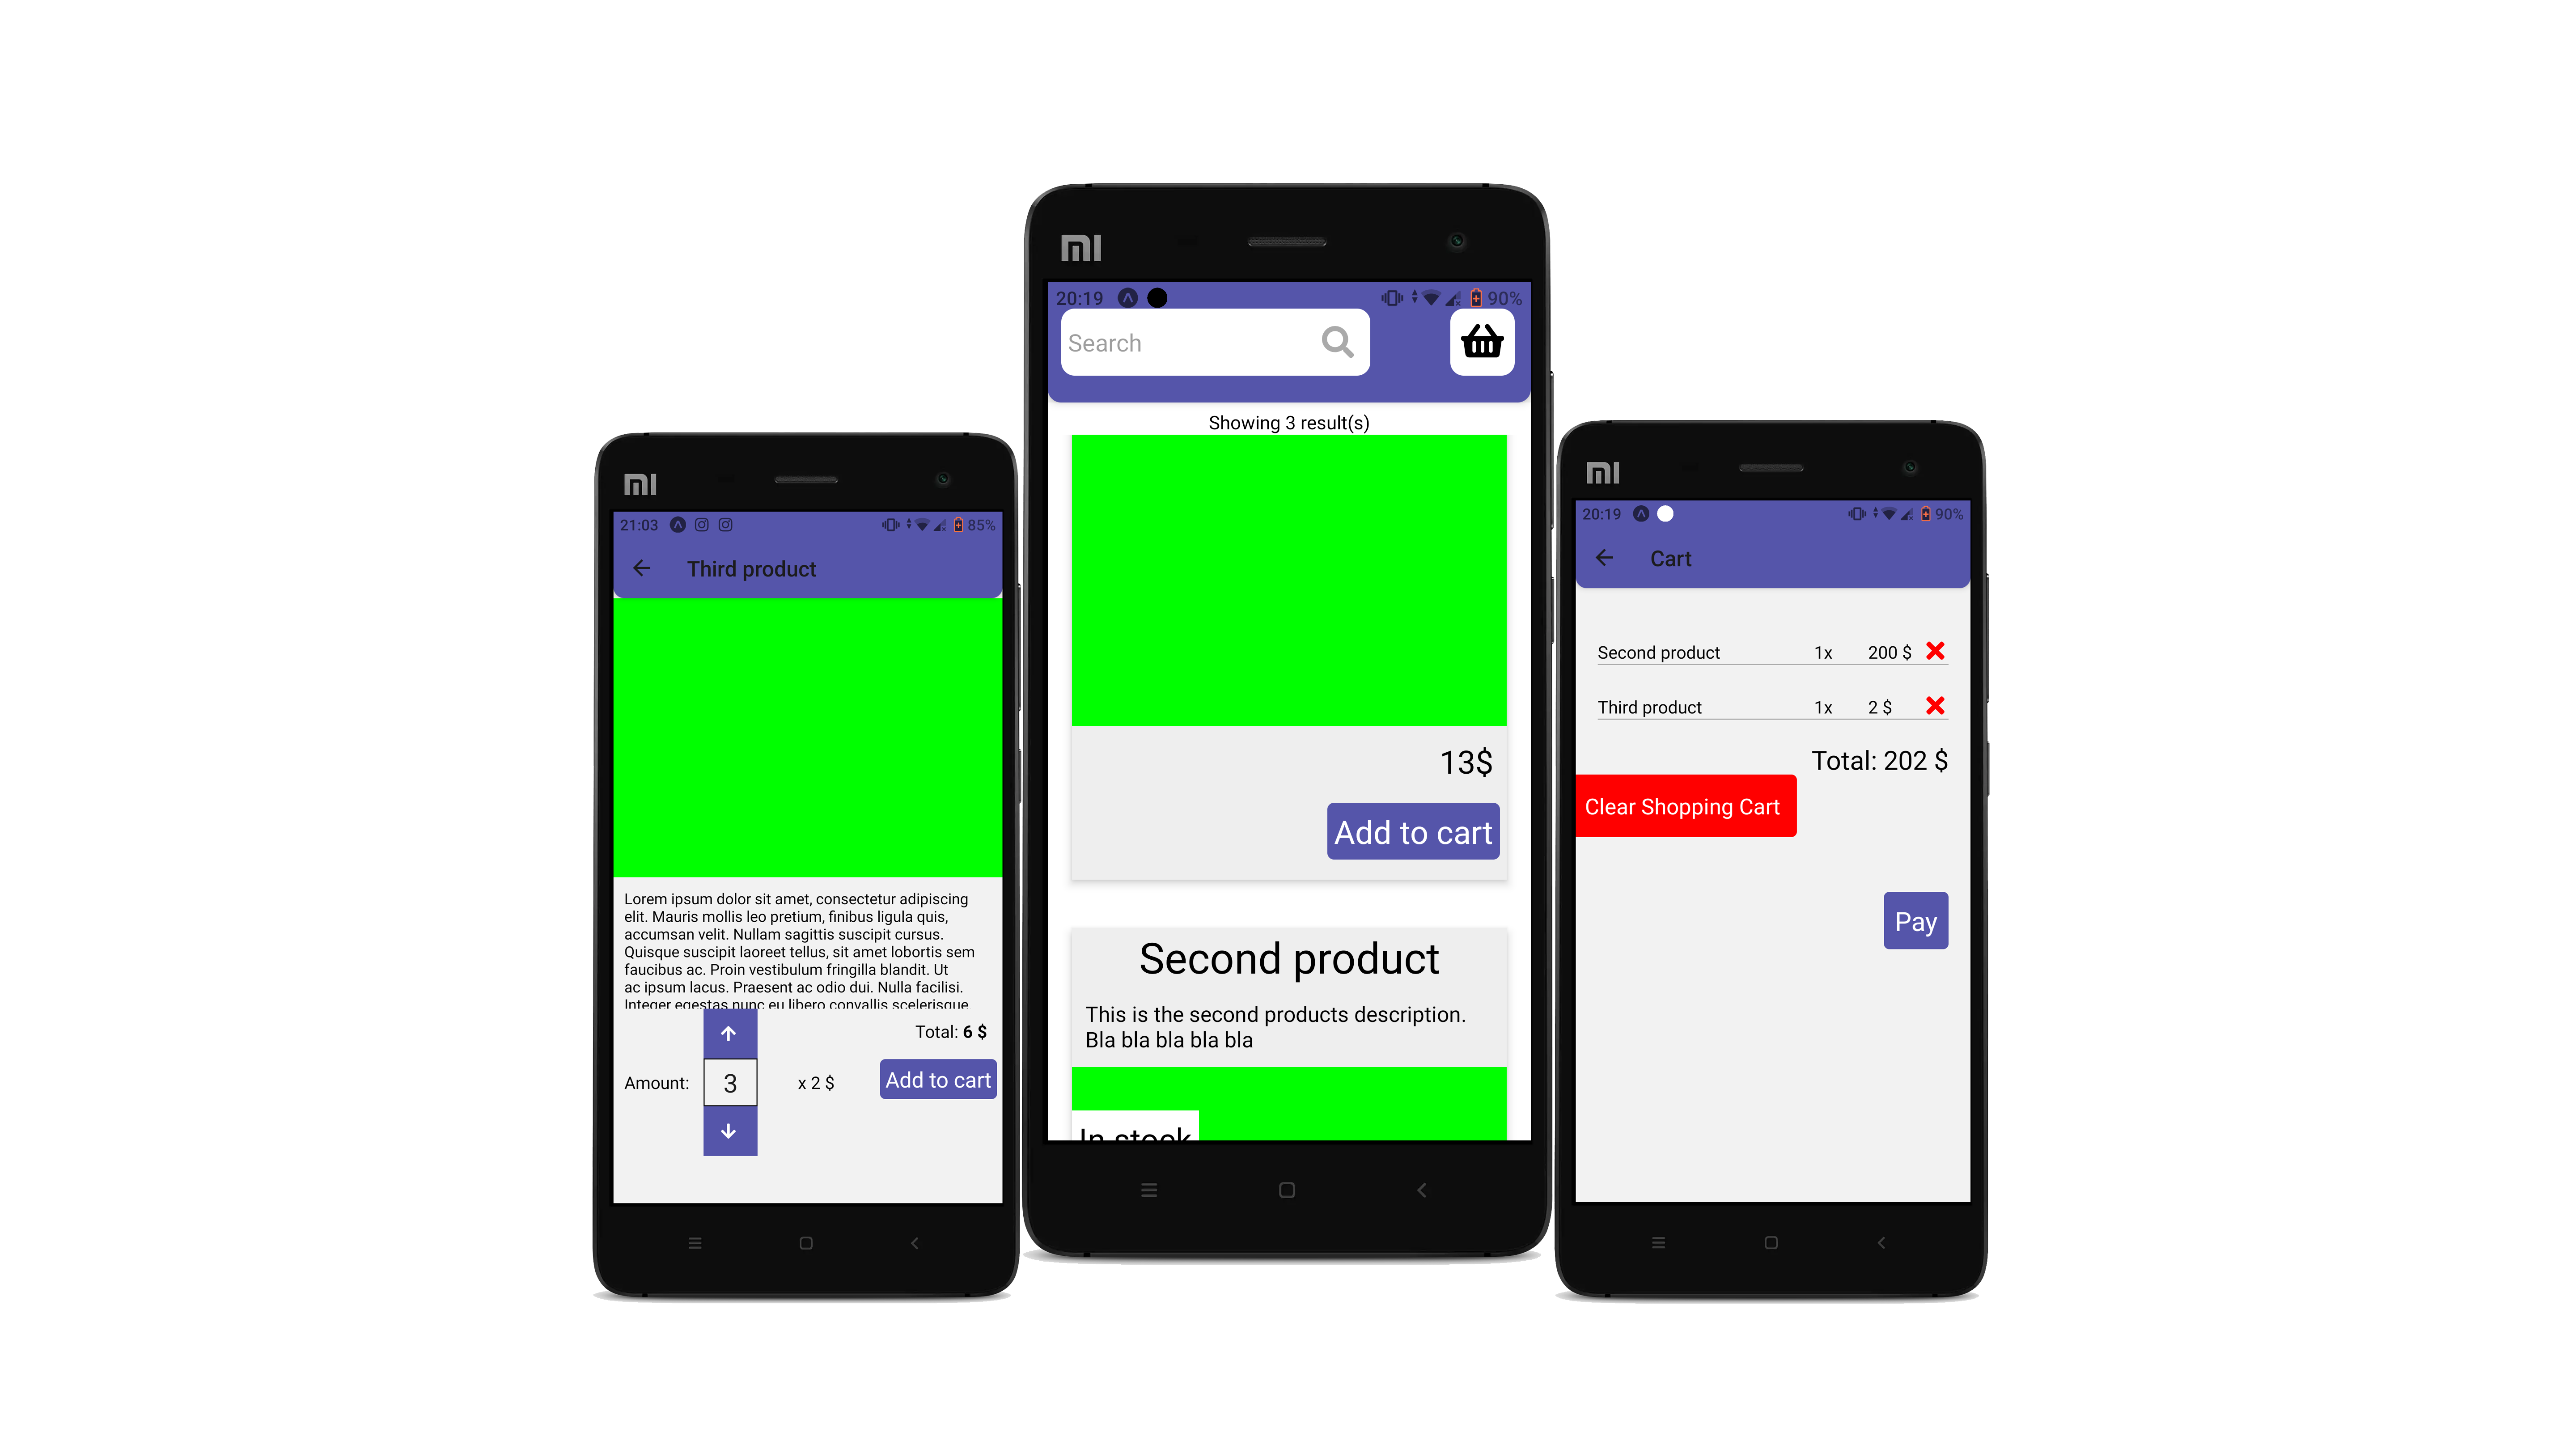 mi
21:03
85%
Third product
Lorem ipsum dolor sit amet, consectetur adipiscing
elit. Mauris mollis leo pretium, finibus ligula quis,
accumsan velit. Nullam sagittis suscipit cursus.
Quisque suscipit laoreet tellus, sit amet lobortis sem
faucibus ac. Proin vestibulum fringilla blandit. Ut
ac ipsum lacus. Praesent ac odio dui. Nulla facilisi.
Integer egestas nunc eu libero convallis scelerisque
Total: 6 $
Amount:
3
x 2 $
Add to cart
mi
20:19
90%
Search
Showing 3 result(s)
13$
Add to cart
Second product
This is the second products description.
Bla bla bla bla bla
In stock
mi
20:19
90%
Cart
Second product 1x 200 $
Third product 1x 2 $
Total: 202 $
Clear Shopping Cart
Pay